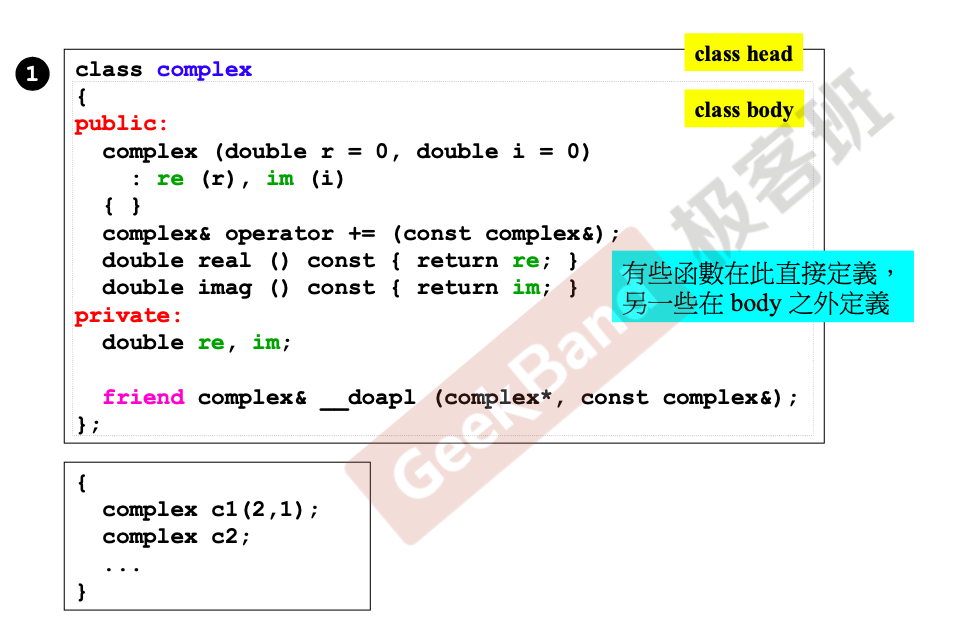 1
class complex
class head
{
class body
public:
complex (double r = 0, double i = 0)
: re (r), im (i)
{ }
complex& operator += (const complex&);
double real () const { return re; }
double imag () const { return im; }
有些函數在此直接定義，
另一些在 body 之外定義
private:
double re, im;
friend complex& __doapl (complex*, const complex&);
};
{
complex c1(2,1);
complex c2;
...
}
GeekBand 极客班